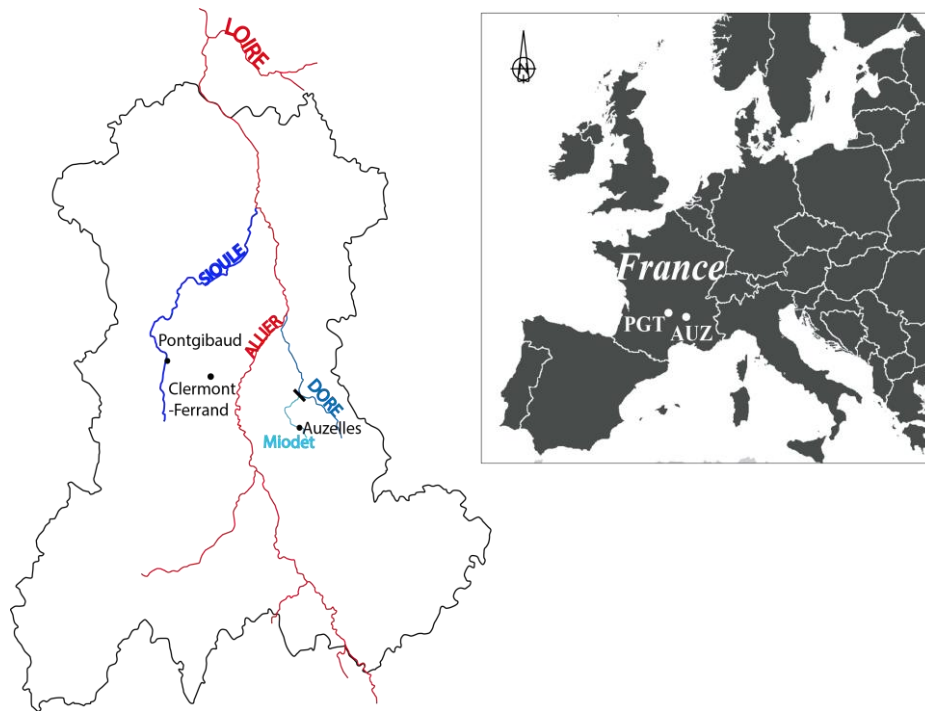 LOIRE
SIOULE
Pontgibaud
ALLIER
Clermont
-Ferrand
DORE
Auzelles
Miodet
N
France
PGT
AUZ